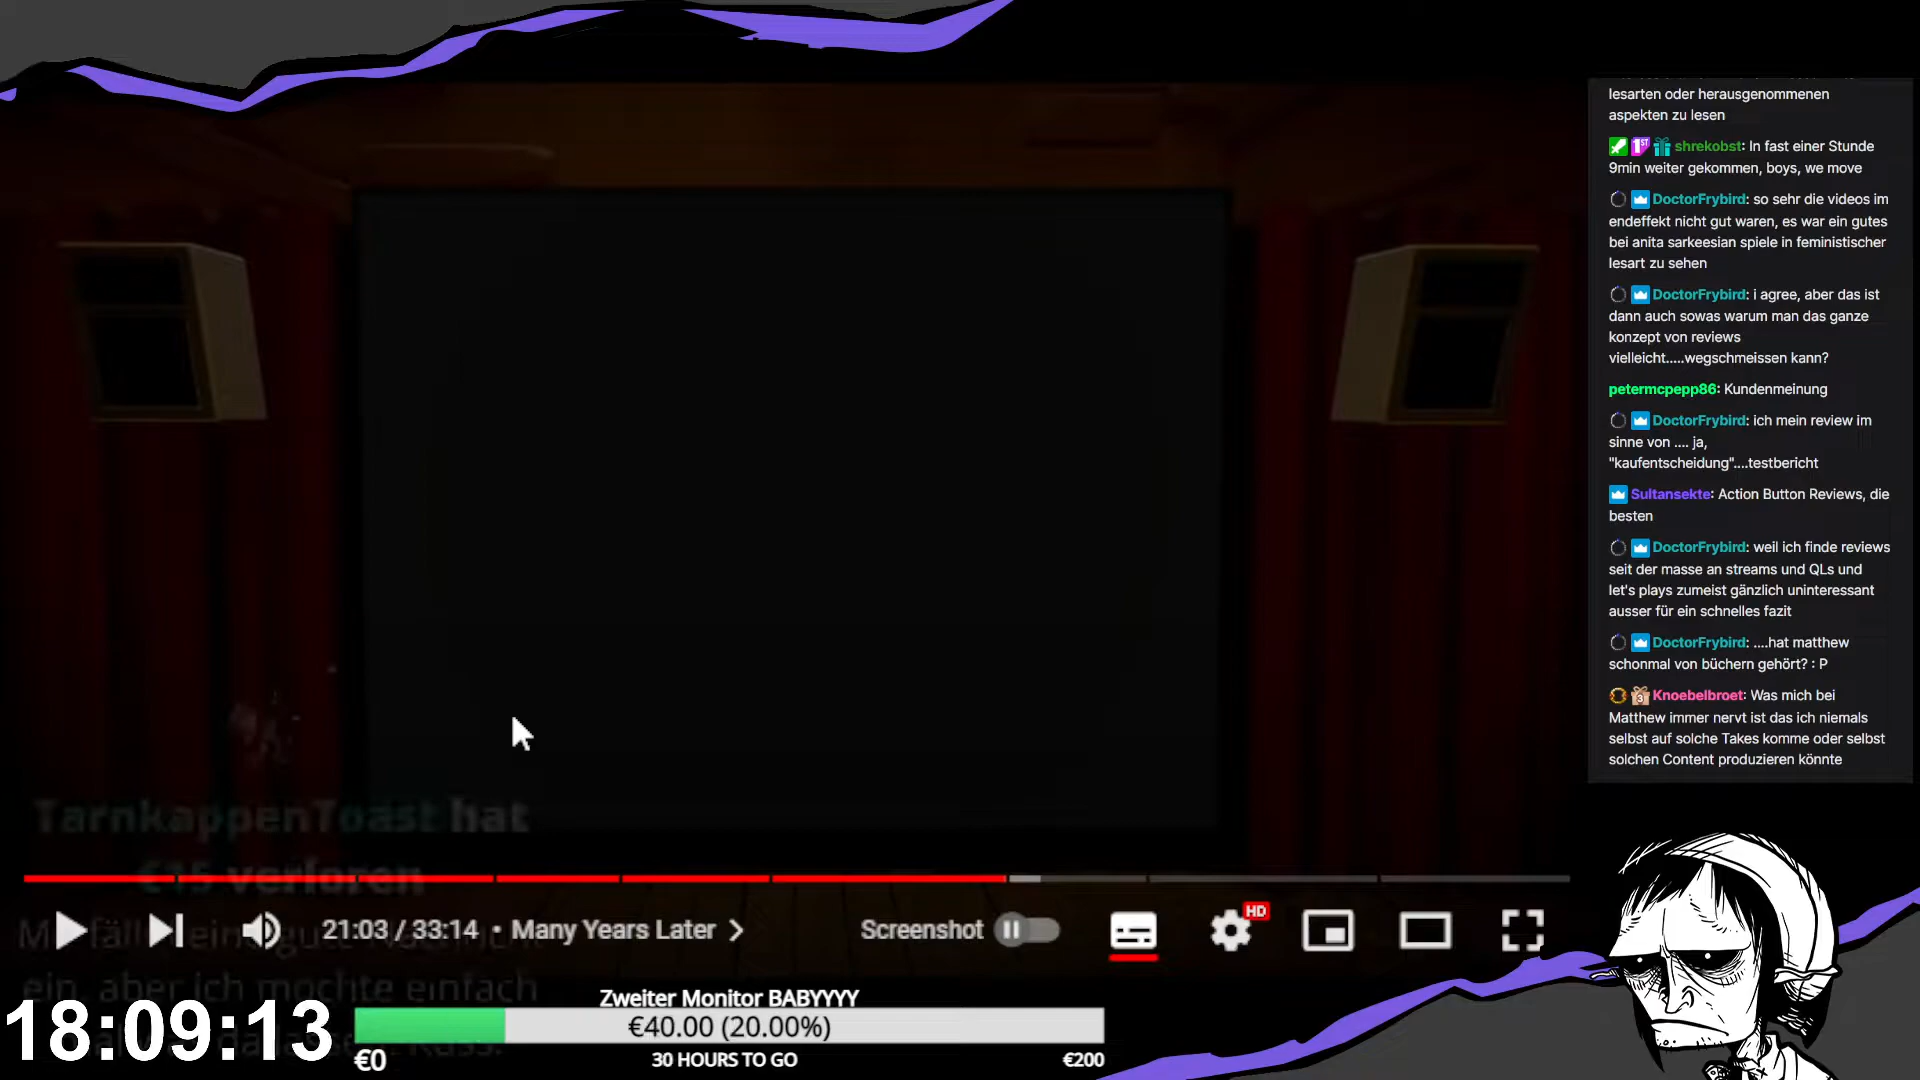 lesarten oder herausgenommenen
aspekten zu lesen
shrekobst: In fast einer Stunde
9min weiter gekommen, boys, we move
DoctorFrybird: so sehr die videos im
endeffekt nicht gut waren, es war ein gutes
bei anita sarkeesian spiele in feministischer
lesart zu sehen
DoctorFrybird: i agree, aber das ist
dann auch sowas warum man das ganze
konzept von reviews
vielleicht.....wegschmeissen kann?
petermcpepp86: Kundenmeinung
DoctorFrybird: ich mein review im
sinne von .... ja,
"kaufentscheidung"....testbericht
Sultansekte: Action Button Reviews, die
besten
DoctorFrybird: weil ich finde reviews
seit der masse an streams und QLs und
let's plays zumeist gänzlich uninteressant
ausser für ein schnelles fazit
DoctorFrybird: ....hat matthew
schonmal von büchern gehört? : P
Knoebelbroet: Was mich bei
Matthew immer nervt ist das ich niemals
selbst auf solche Takes komme oder selbst
solchen Content produzieren könnte
TarnkappenToast hat
€15 verloren
21:03 / 33:14 • Many Years Later
Screenshot
HD
ein, aber ich möchte einfach
18:09:13
Zweiter Monitor BABYYYY
€40.00 (20.00%)
€0
30 HOURS TO GO
€200